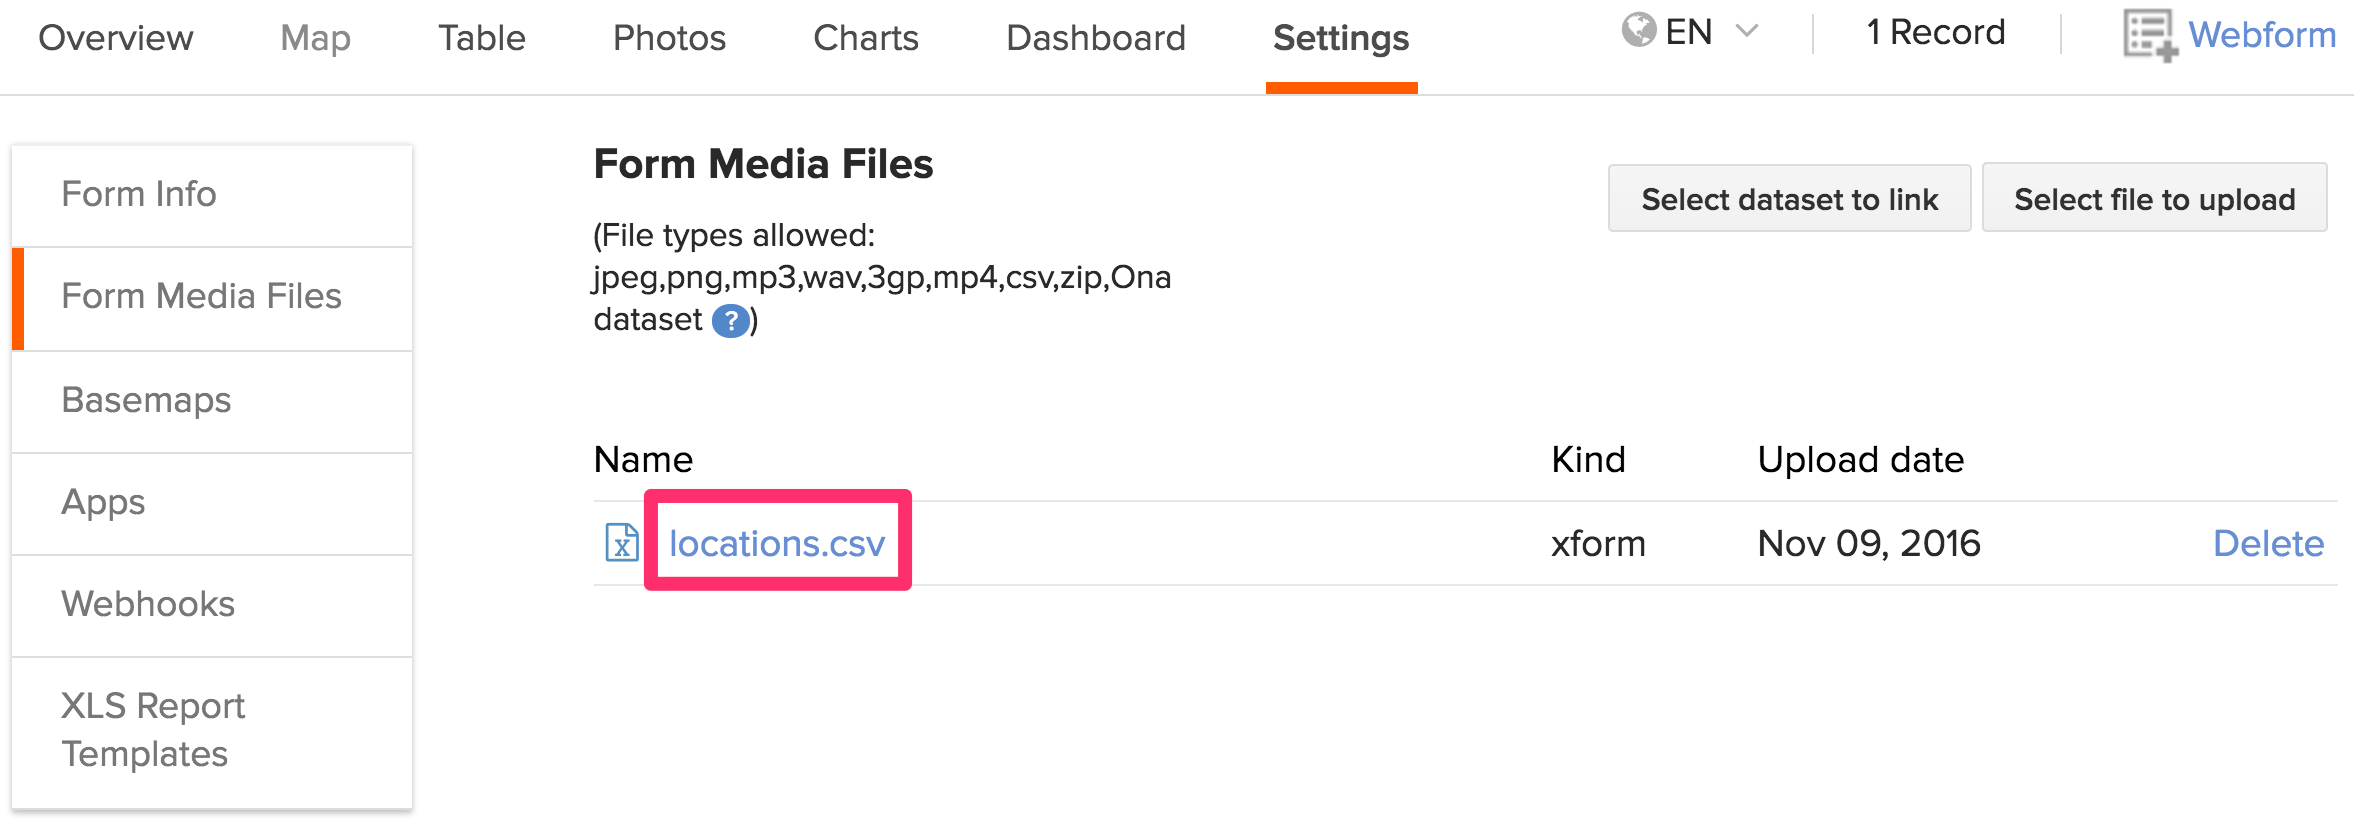 Overview Map Table Photos Charts Dashboard Settings EN 1 Record Webform
Form Info
Form Media Files
Basemaps
Apps
Webhooks
XLS Report
Templates
Form Media Files
Select dataset to link Select file to upload
(File types allowed:
jpeg,png,mp3,wav,3gp,mp4,csv,zip,Ona
dataset ?)
Name Kind Upload date
X locations.csv xform Nov 09, 2016 Delete